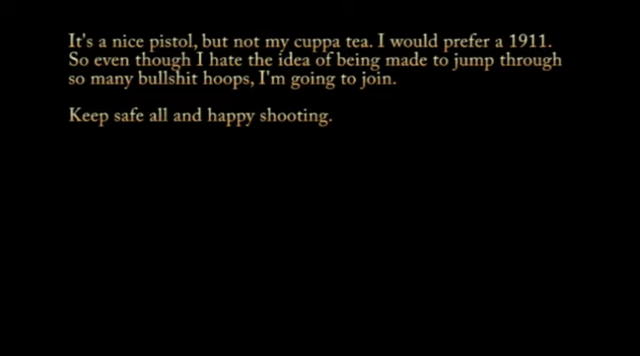 It's a nice pistol, but not my cuppa tea. I would prefer a 1911.
So even though I hate the idea of being made to jump through
so many bullshit hoops, I'm going to join.
Keep safe all and happy shooting.